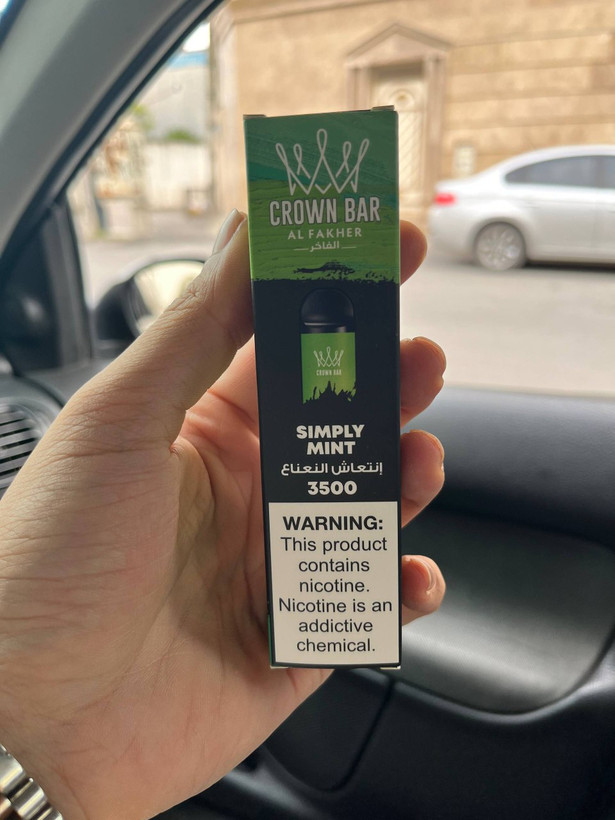 CROWN BAR
AL FAKHER
الفاخر
CROWN BAR
SIMPLY
MINT
إنتعاش النعناع
3500
WARNING:
This product
contains
nicotine.
Nicotine is an
addictive
chemical.